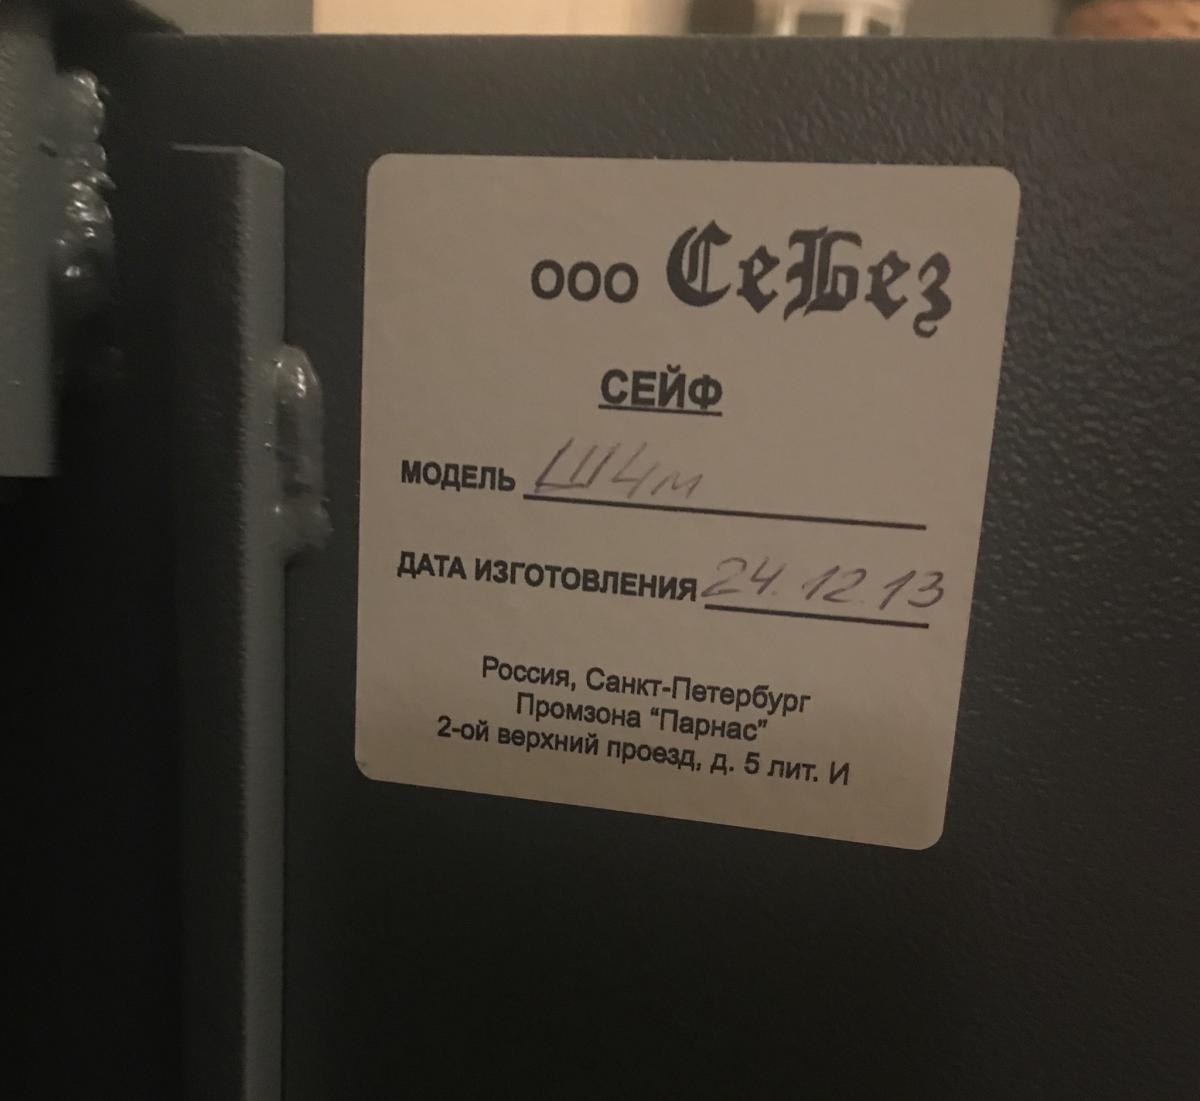 ООО СеБез
СЕЙФ
МОДЕЛЬ Ш4м
ДАТА ИЗГОТОВЛЕНИЯ 24.12.13
Россия, Санкт-Петербург
Промзона “Парнас”
2-ой верхний проезд, д. 5 лит. И